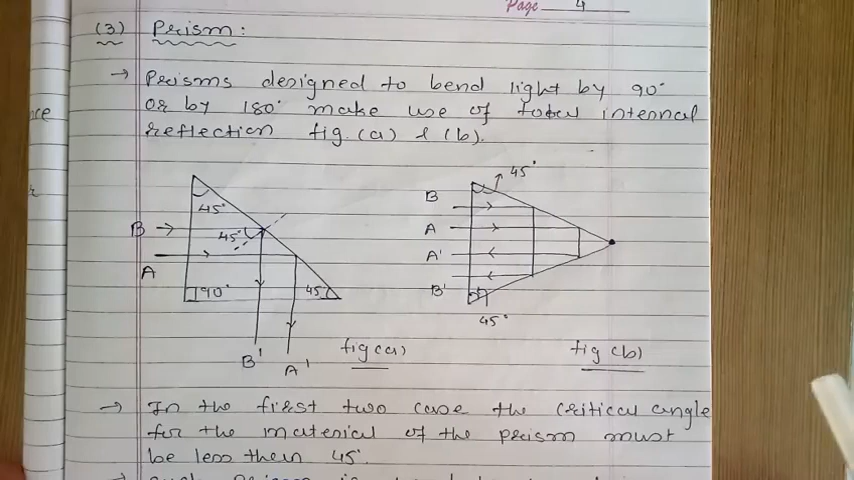 Page 4
(3) Prism:
→ Prisms designed to bend light by 90°
or by 180° make use of total internal
reflection fig.(a) & (b).
45°
45°
B
45°
A
90°
45
B'
A'
fig(a)
B
A
A'
B'
45°
fig(b)
→ In the first two case the critical angle
for the material of the prism must
be less then 45°.